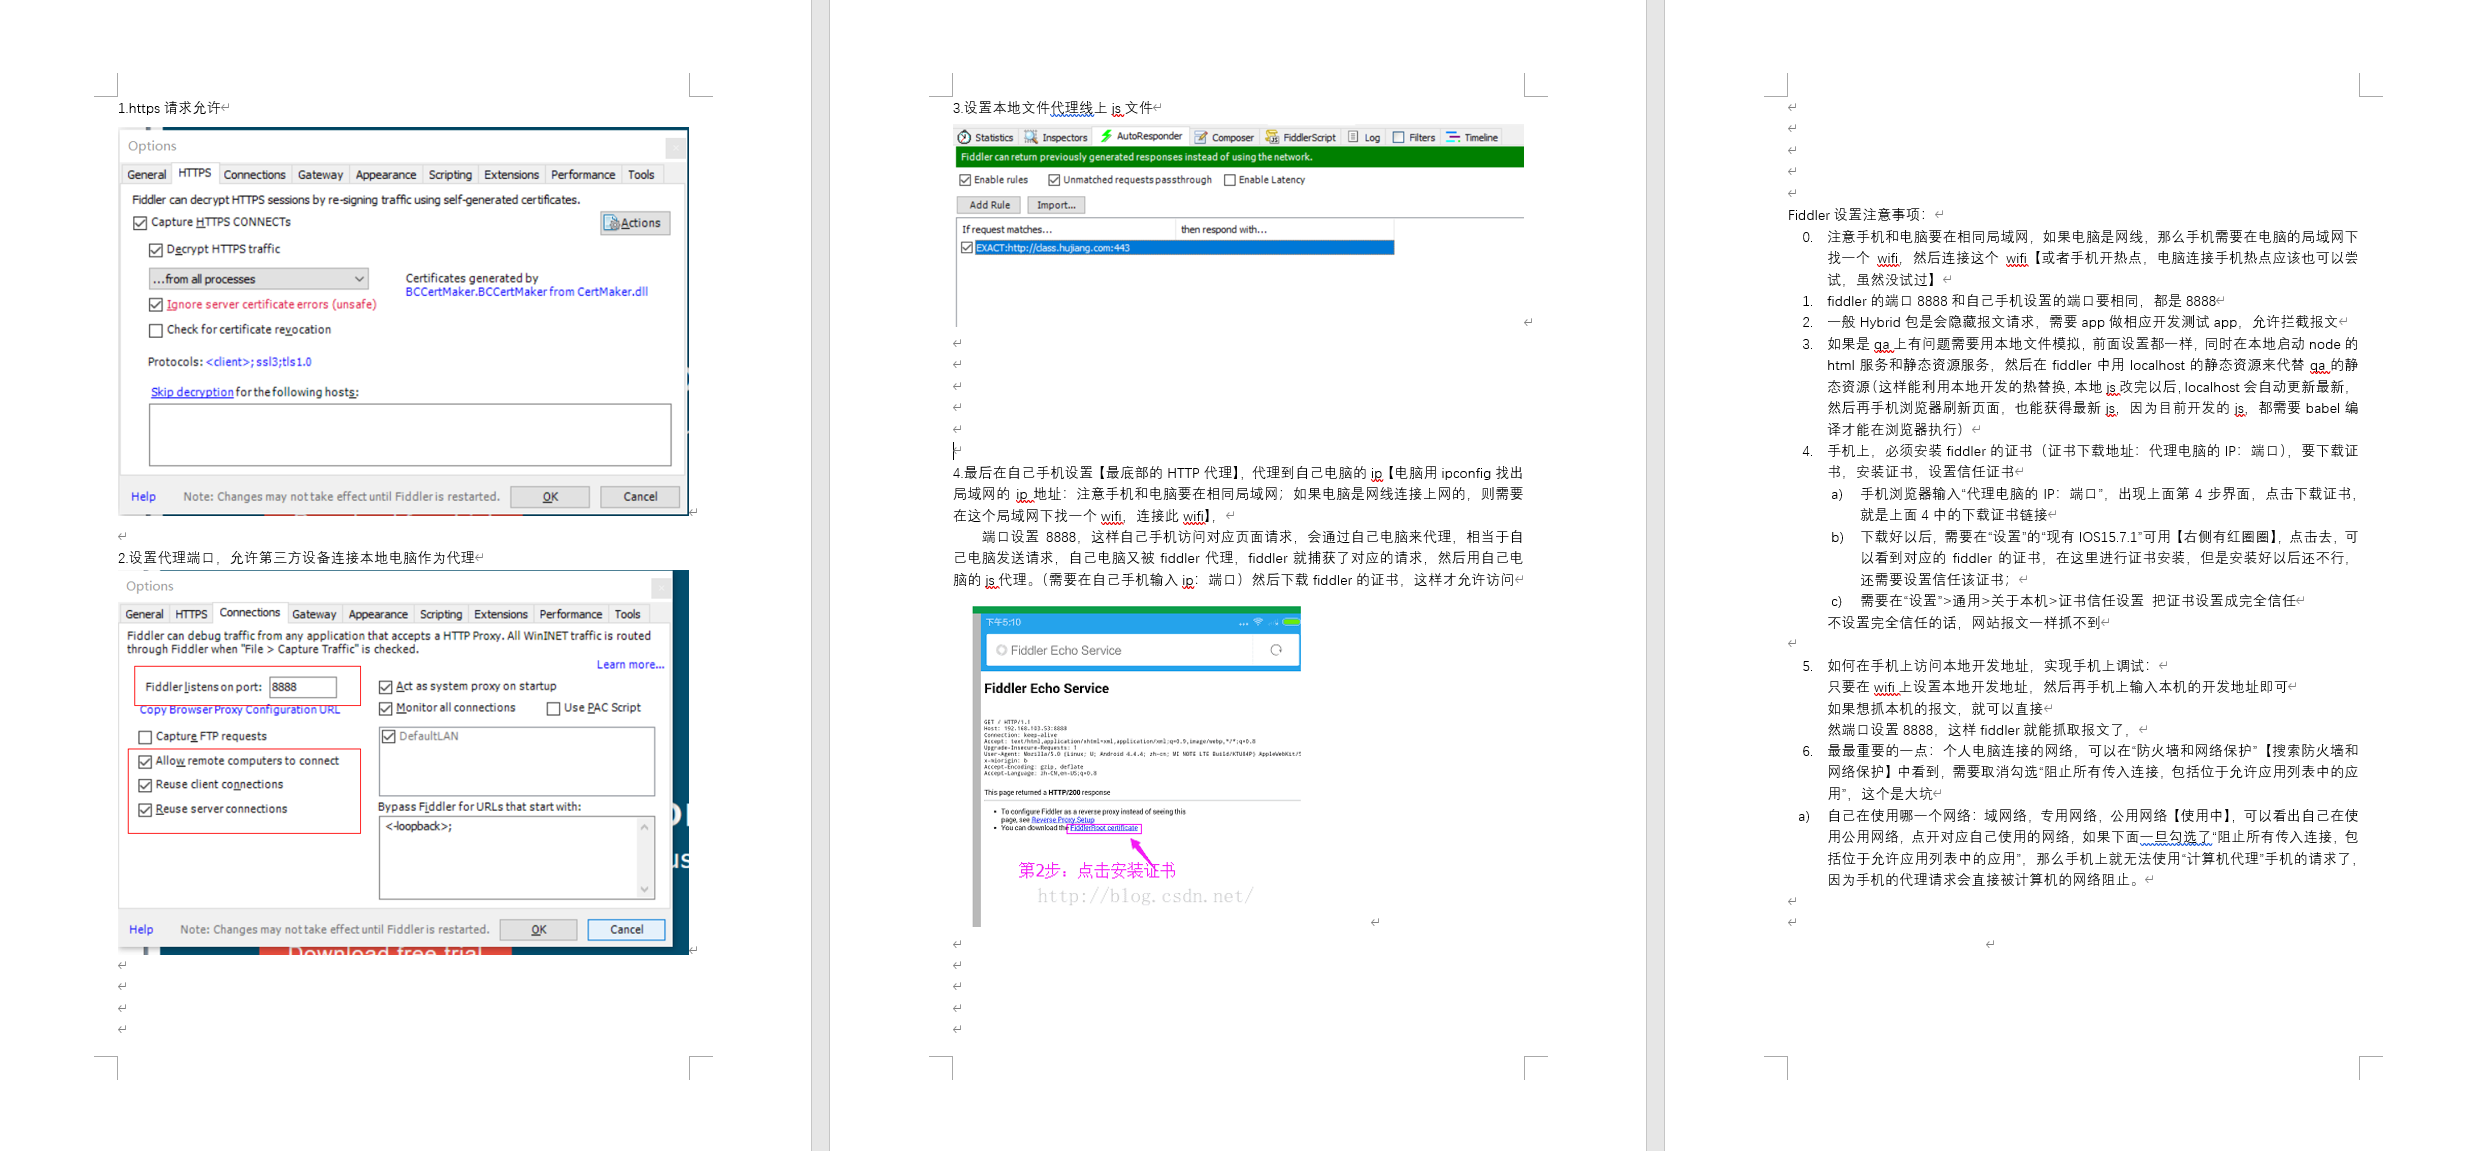 1.https 请求允许
Options
General HTTPS Connections Gateway Appearance Scripting Extensions Performance Tools
Fiddler can decrypt HTTPS sessions by re-signing traffic using self-generated certificates.
Capture HTTPS CONNECTs
Actions
Decrypt HTTPS traffic
...from all processes
Certificates generated by
BCCertMaker.BCCertMaker from CertMaker.dll
Ignore server certificate errors (unsafe)
Check for certificate revocation
Protocols: <client>; ssl3;tls1.0
Skip decryption for the following hosts:
Help Note: Changes may not take effect until Fiddler is restarted. OK Cancel
2.设置代理端口，允许第三方设备连接本地电脑作为代理
Options
General HTTPS Connections Gateway Appearance Scripting Extensions Performance Tools
Fiddler can debug traffic from any application that accepts a HTTP Proxy. All WinINET traffic is routed
through Fiddler when "File > Capture Traffic" is checked.
Learn more...
Fiddler listens on port: 8888
Copy Browser Proxy Configuration URL
Act as system proxy on startup
Monitor all connections Use PAC Script
Capture FTP requests
DefaultLAN
Allow remote computers to connect
Reuse client connections
Reuse server connections
Bypass Fiddler for URLs that start with:
<-loopback>;
Help Note: Changes may not take effect until Fiddler is restarted. OK Cancel
Download free trial
3.设置本地文件代理线上 js 文件
Statistics Inspectors AutoResponder Composer FiddlerScript Log Filters Timeline
Fiddler can return previously generated responses instead of using the network.
Enable rules Unmatched requests passthrough Enable Latency
Add Rule Import...
If request matches... then respond with...
EXACT:http://class.hujiang.com:443
4.最后在自己手机设置【最底部的 HTTP 代理】，代理到自己电脑的 ip【电脑用 ipconfig 找出
局域网的 ip 地址：注意手机和电脑要在相同局域网；如果电脑是网线连接上网的，则需要
在这个局域网下找一个 wifi，连接此 wifi】，
端口设置 8888，这样自己手机访问对应页面请求，会通过自己电脑来代理，相当于自
己电脑发送请求，自己电脑又被 fiddler 代理，fiddler 就捕获了对应的请求，然后用自己电
脑的 js 代理。（需要在自己手机输入 ip：端口）然后下载 fiddler 的证书，这样才允许访问
下午5:10
Fiddler Echo Service
Fiddler Echo Service
GET / HTTP/1.1
Host: 192.168.103.53:8888
Connection: keep-alive
Accept: text/html,application/xhtml+xml,application/xml;q=0.9,image/webp,*/*;q=0.8
Upgrade-Insecure-Requests: 1
User-Agent: Mozilla/5.0 (Linux; U; Android 4.4.4; zh-cn; MI NOTE LTE Build/KTU84P) AppleWebKit/5
x-miorigin: b
Accept-Encoding: gzip, deflate
Accept-Language: zh-CN,en-US;q=0.8
This page returned a HTTP/200 response
• To configure Fiddler as a reverse proxy instead of seeing this
page, see Reverse Proxy Setup
• You can download the FiddlerRoot certificate
第2步：点击安装证书
http://blog.csdn.net/
Fiddler 设置注意事项：
0. 注意手机和电脑要在相同局域网，如果电脑是网线，那么手机需要在电脑的局域网下
找一个 wifi，然后连接这个 wifi【或者手机开热点，电脑连接手机热点应该也可以尝
试，虽然没试过】
1. fiddler 的端口 8888 和自己手机设置的端口要相同，都是 8888
2. 一般 Hybrid 包是会隐藏报文请求，需要 app 做相应开发测试 app，允许拦截报文
3. 如果是 qa 上有问题需要用本地文件模拟，前面设置都一样，同时在本地启动 node 的
html 服务和静态资源服务，然后在 fiddler 中用 localhost 的静态资源来代替 qa 的静
态资源（这样能利用本地开发的热替换，本地 js 改完以后，localhost 会自动更新最新，
然后再手机浏览器刷新页面，也能获得最新 js，因为目前开发的 js，都需要 babel 编
译才能在浏览器执行）
4. 手机上，必须安装 fiddler 的证书（证书下载地址：代理电脑的 IP：端口），要下载证
书，安装证书，设置信任证书
a) 手机浏览器输入“代理电脑的 IP：端口”，出现上面第 4 步界面，点击下载证书，
就是上面 4 中的下载证书链接
b) 下载好以后，需要在“设置”的“现有 IOS15.7.1”可用【右侧有红圈圈】，点击去，可
以看到对应的 fiddler 的证书，在这里进行证书安装，但是安装好以后还不行，
还需要设置信任该证书；
c) 需要在“设置”>通用>关于本机>证书信任设置 把证书设置成完全信任
不设置完全信任的话，网站报文一样抓不到
5. 如何在手机上访问本地开发地址，实现手机上调试：
只要在 wifi 上设置本地开发地址，然后再手机上输入本机的开发地址即可
如果想抓本机的报文，就可以直接
然端口设置 8888，这样 fiddler 就能抓取报文了，
6. 最最重要的一点：个人电脑连接的网络，可以在“防火墙和网络保护”【搜索防火墙和
网络保护】中看到，需要取消勾选“阻止所有传入连接，包括位于允许应用列表中的应
用”，这个是大坑
a) 自己在使用哪一个网络：域网络，专用网络，公用网络【使用中】，可以看出自己在使
用公用网络，点开对应自己使用的网络，如果下面一旦勾选了“阻止所有传入连接，包
括位于允许应用列表中的应用”，那么手机上就无法使用“计算机代理”手机的请求了，
因为手机的代理请求会直接被计算机的网络阻止。